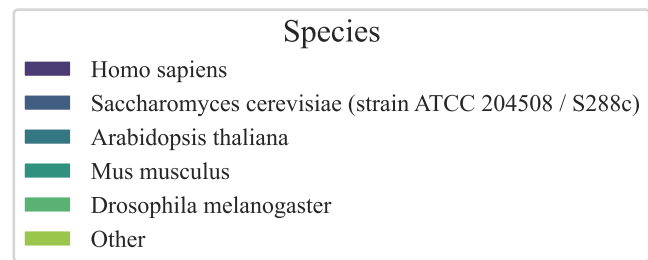 Species
Homo sapiens
Saccharomyces cerevisiae (strain ATCC 204508 / S288c)
Arabidopsis thaliana
Mus musculus
Drosophila melanogaster
Other